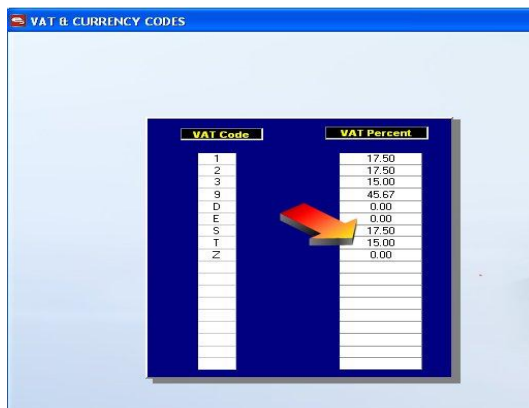 VAT & CURRENCY CODES
VAT Code VAT Percent
1 17.50
2 17.50
3 15.00
9 45.67
D 0.00
E 0.00
S 17.50
T 15.00
Z 0.00